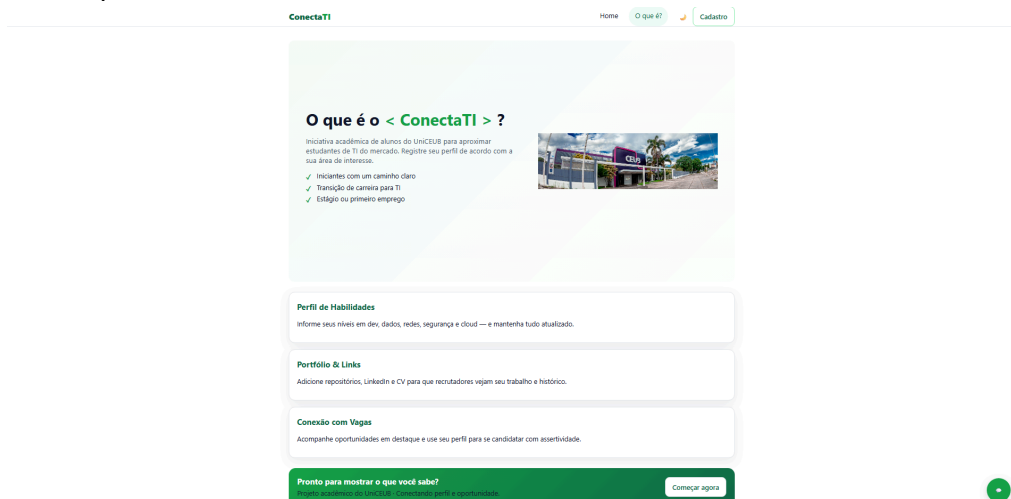 ConectaTI
Home O que é? Cadastro
O que é o < ConectaTI > ?
Iniciativa acadêmica de alunos do UniCEUB para aproximar
estudantes de TI do mercado. Registre seu perfil de acordo com a
sua área de interesse.
✓ Iniciantes com um caminho claro
✓ Transição de carreira para TI
✓ Estágio ou primeiro emprego
CEUB
Perfil de Habilidades
Informe seus níveis em dev, dados, redes, segurança e cloud — e mantenha tudo atualizado.
Portfólio & Links
Adicione repositórios, LinkedIn e CV para que recrutadores vejam seu trabalho e histórico.
Conexão com Vagas
Acompanhe oportunidades em destaque e use seu perfil para se candidatar com assertividade.
Pronto para mostrar o que você sabe?
Projeto acadêmico do UniCEUB · Conectando perfil e oportunidade.
Começar agora